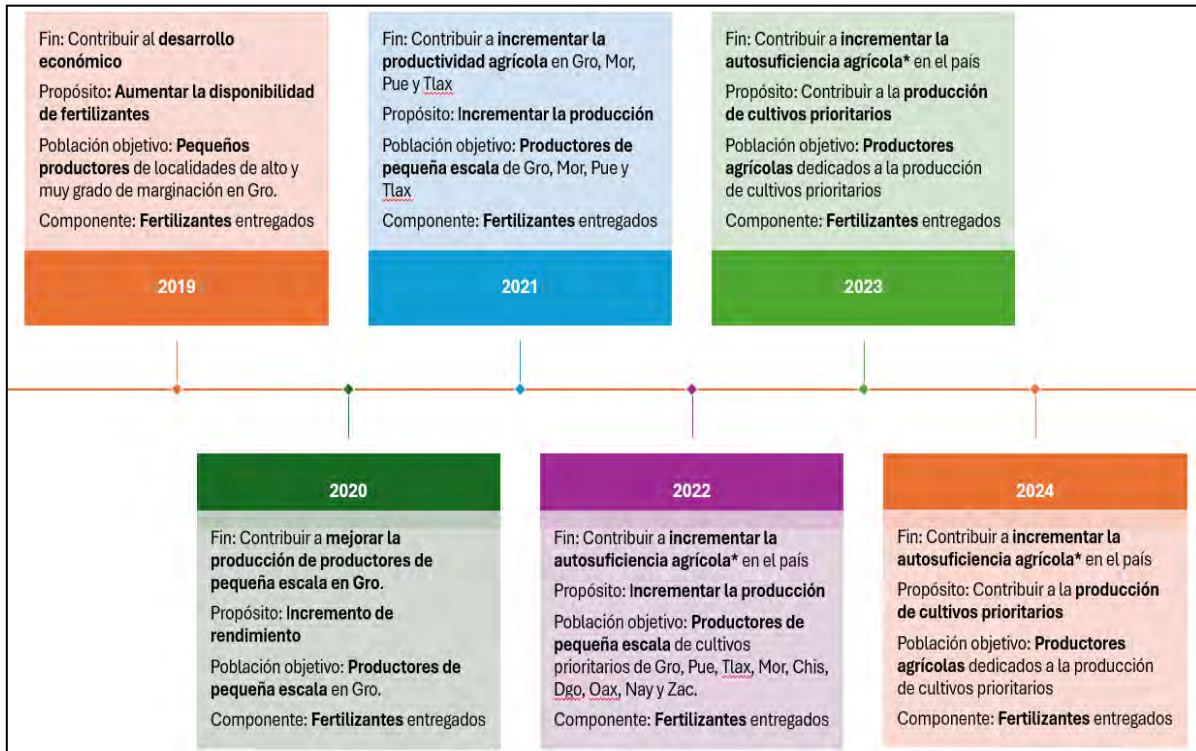 Fin: Contribuir al desarrollo
económico
Propósito: Aumentar la disponibilidad
de fertilizantes
Población objetivo: Pequeños
productores de localidades de alto y
muy grado de marginación en Gro.
Componente: Fertilizantes entregados
2019
Fin: Contribuir a incrementar la
productividad agrícola en Gro, Mor,
Pue y Tlax
Propósito: Incrementar la producción
Población objetivo: Productores de
pequeña escala de Gro, Mor, Pue y
Tlax
Componente: Fertilizantes entregados
2021
Fin: Contribuir a incrementar la
autosuficiencia agrícola* en el país
Propósito: Contribuir a la producción
de cultivos prioritarios
Población objetivo: Productores
agrícolas dedicados a la producción
de cultivos prioritarios
Componente: Fertilizantes entregados
2023
2020
Fin: Contribuir a mejorar la
producción de productores de
pequeña escala en Gro.
Propósito: Incremento de
rendimiento
Población objetivo: Productores de
pequeña escala en Gro.
Componente: Fertilizantes entregados
2022
Fin: Contribuir a incrementar la
autosuficiencia agrícola* en el país
Propósito: Incrementar la producción
Población objetivo: Productores de
pequeña escala de cultivos
prioritarios de Gro, Pue, Tlax, Mor, Chis,
Dgo, Oax, Nay y Zac.
Componente: Fertilizantes entregados
2024
Fin: Contribuir a incrementar la
autosuficiencia agrícola* en el país
Propósito: Contribuir a la producción
de cultivos prioritarios
Población objetivo: Productores
agrícolas dedicados a la producción
de cultivos prioritarios
Componente: Fertilizantes entregados